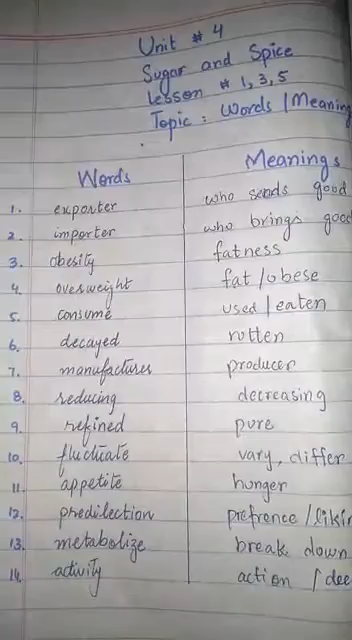 Unit # 4
Sugar and Spice
Lesson # 1, 3, 5
Topic : Words / Meaning
Words Meanings
1. exporter who sends good
2. importer who brings good
3. obesity fatness
4. overweight fat / obese
5. consume used / eaten
6. decayed rotten
7. manufactures producer
8. reducing decreasing
9. refined pure
10. fluctuate vary, differ
11. appetite hunger
12. predilection prefrence / likin
13. metabolize break down
14. activity action / dee